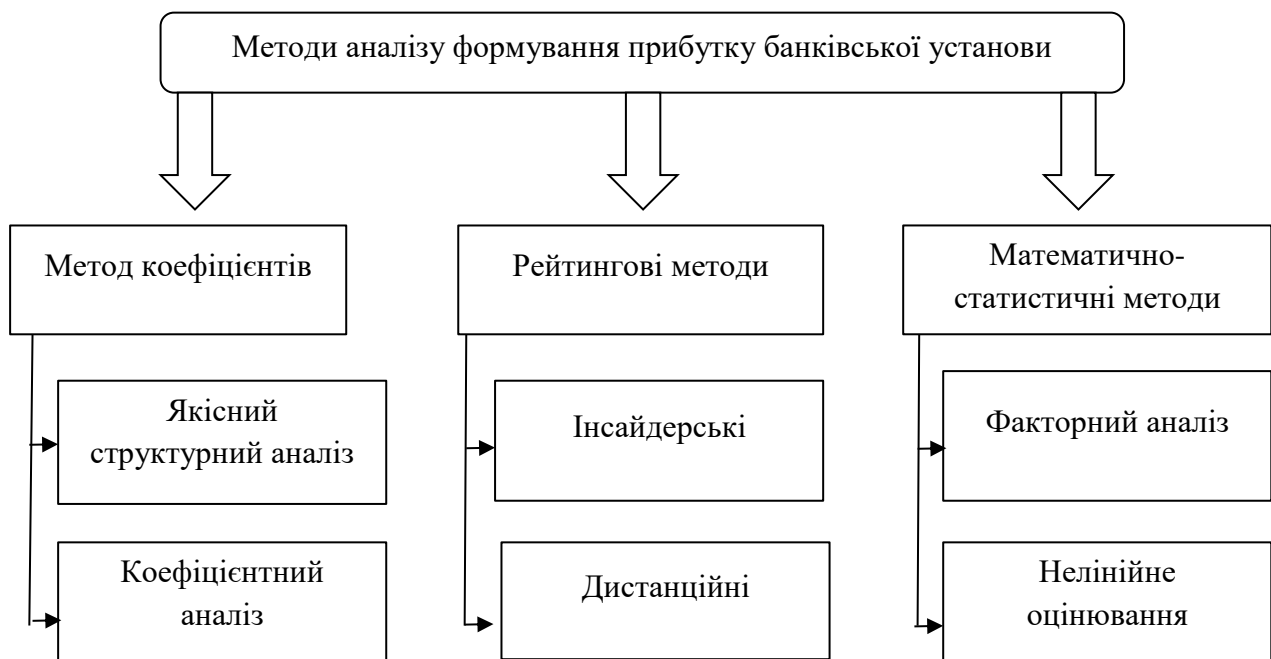 Методи аналізу формування прибутку банківської установи
Метод коефіцієнтів
Рейтингові методи
Математично-
статистичні методи
Якісний
структурний аналіз
Інсайдерські
Факторний аналіз
Коефіцієнтний
аналіз
Дистанційні
Нелінійне
оцінювання